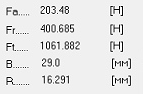 Fa..... 203.48 [H]
Fr...... 400.685 [H]
Ft..... 1061.882 [H]
B....... 29.0 [мм]
R....... 16.291 [мм]